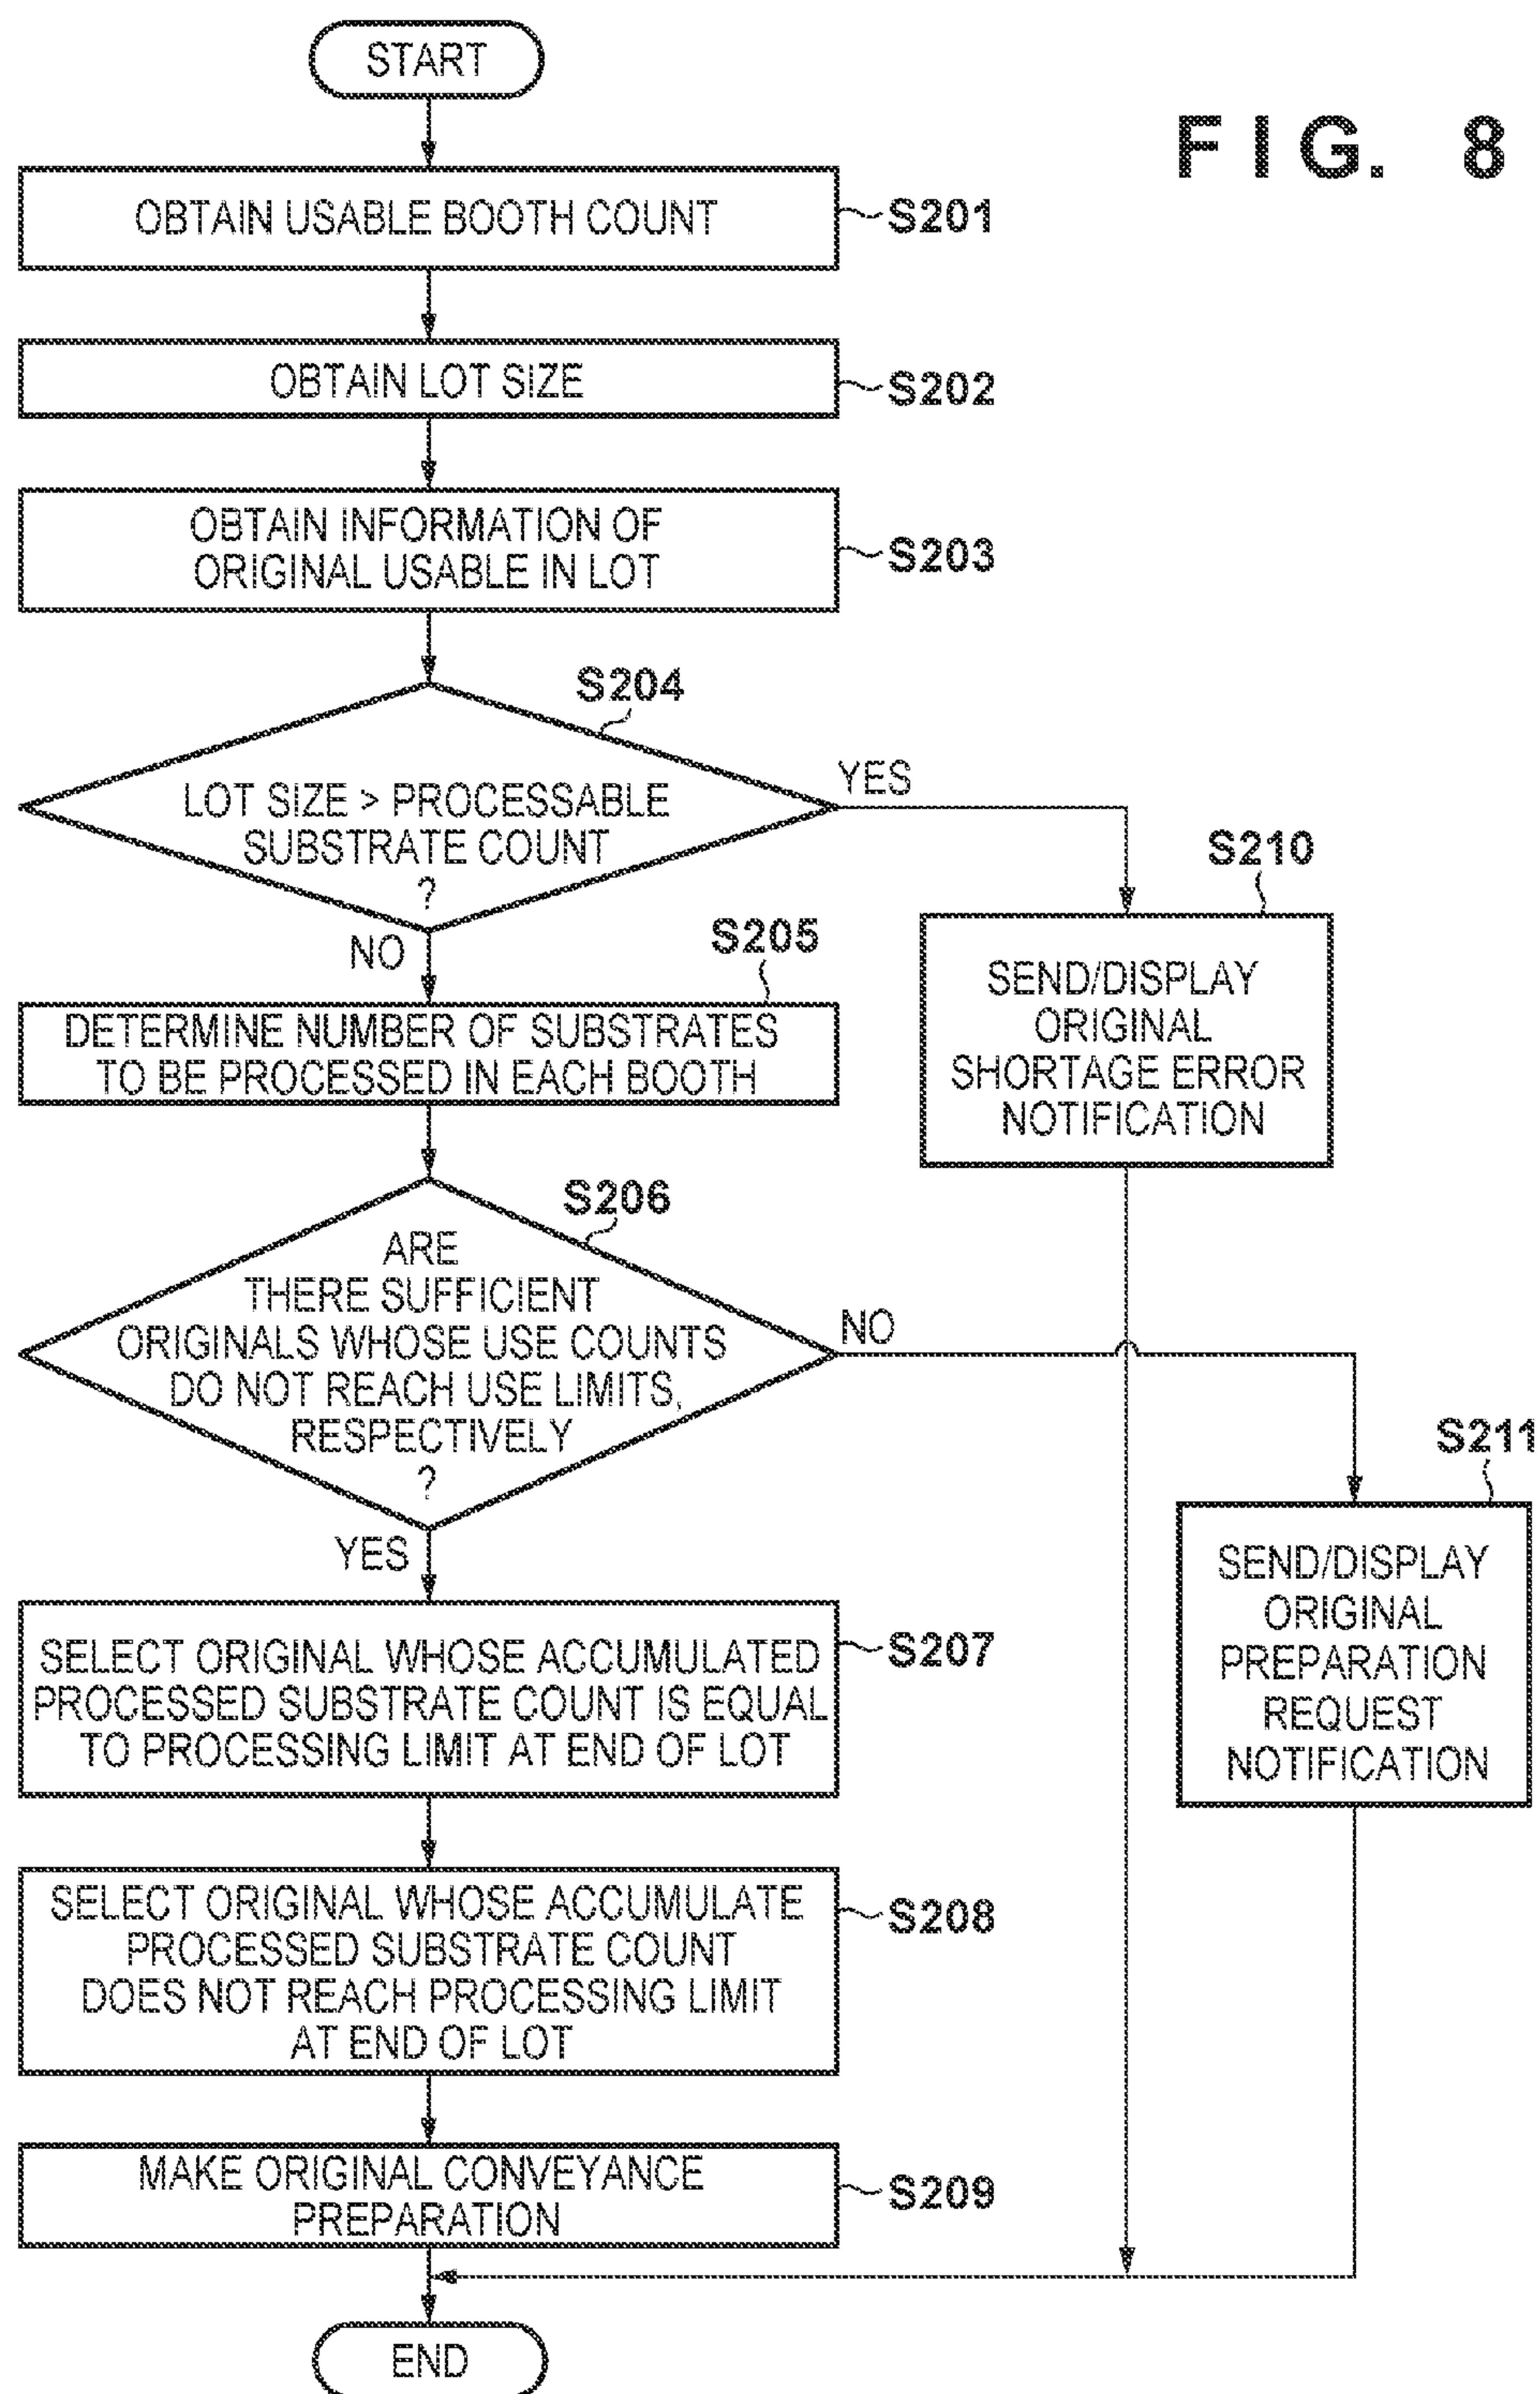 START
FIG. 8
OBTAIN USABLE BOOTH COUNT
S201
OBTAIN LOT SIZE
S202
OBTAIN INFORMATION OF
ORIGINAL USABLE IN LOT
S203
S204
LOT SIZE > PROCESSABLE
SUBSTRATE COUNT
?
YES
NO
S210
SEND/DISPLAY
ORIGINAL
SHORTAGE ERROR
NOTIFICATION
S205
DETERMINE NUMBER OF SUBSTRATES
TO BE PROCESSED IN EACH BOOTH
S206
ARE
THERE SUFFICIENT
ORIGINALS WHOSE USE COUNTS
DO NOT REACH USE LIMITS,
RESPECTIVELY
?
NO
YES
S211
SEND/DISPLAY
ORIGINAL
PREPARATION
REQUEST
NOTIFICATION
SELECT ORIGINAL WHOSE ACCUMULATED
PROCESSED SUBSTRATE COUNT IS EQUAL
TO PROCESSING LIMIT AT END OF LOT
S207
SELECT ORIGINAL WHOSE ACCUMULATE
PROCESSED SUBSTRATE COUNT
DOES NOT REACH PROCESSING LIMIT
AT END OF LOT
S208
MAKE ORIGINAL CONVEYANCE
PREPARATION
S209
END